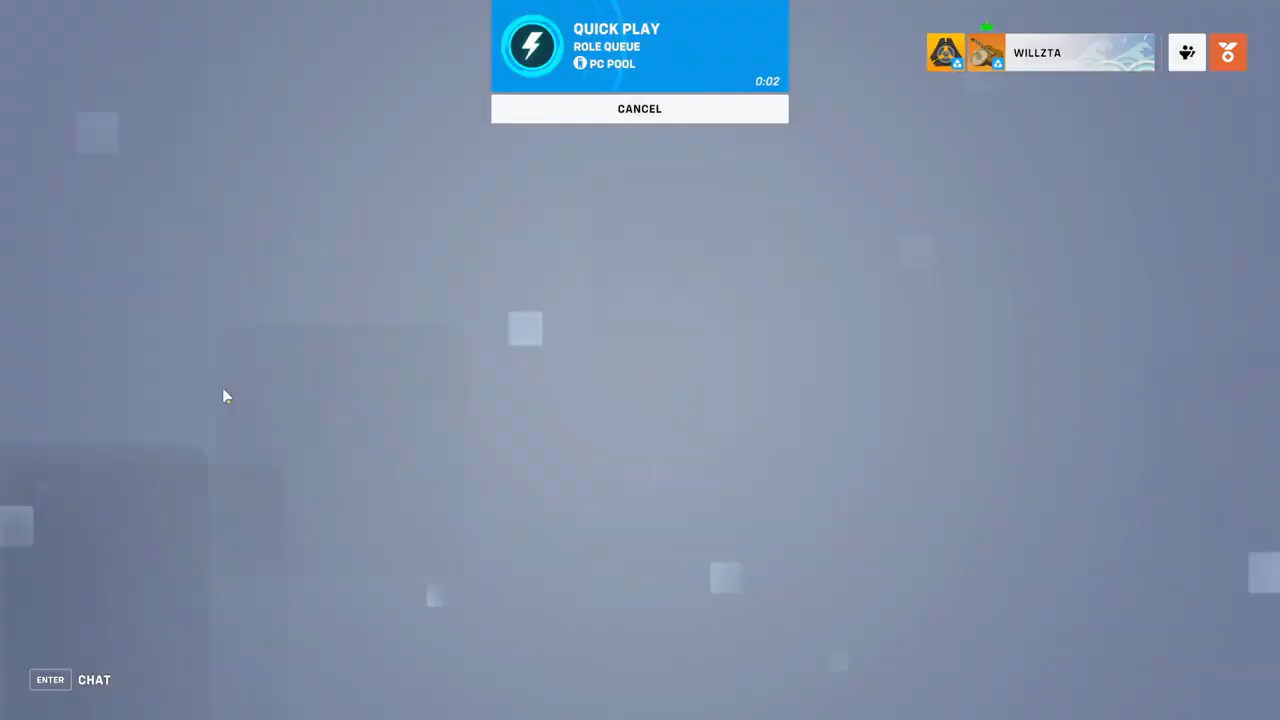 QUICK PLAY
ROLE QUEUE
PC POOL
0:02
CANCEL
WILLZTA
ENTER CHAT